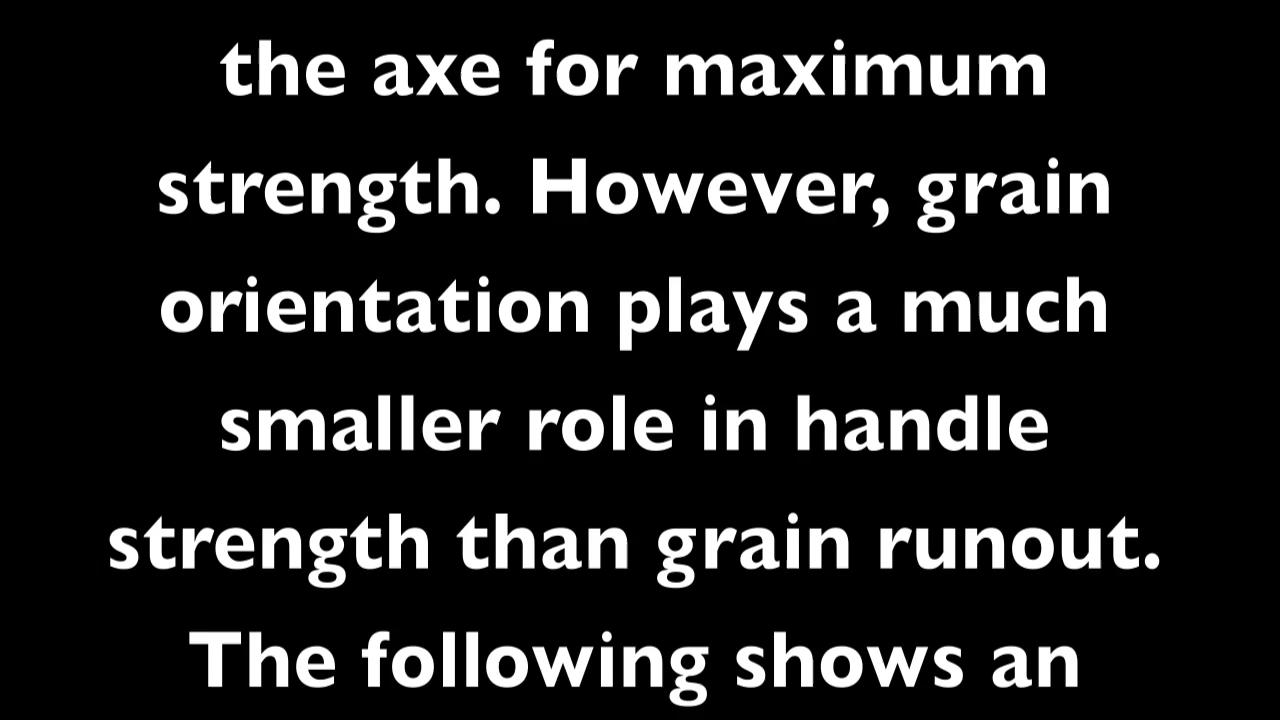 the axe for maximum
strength. However, grain
orientation plays a much
smaller role in handle
strength than grain runout.
The following shows an